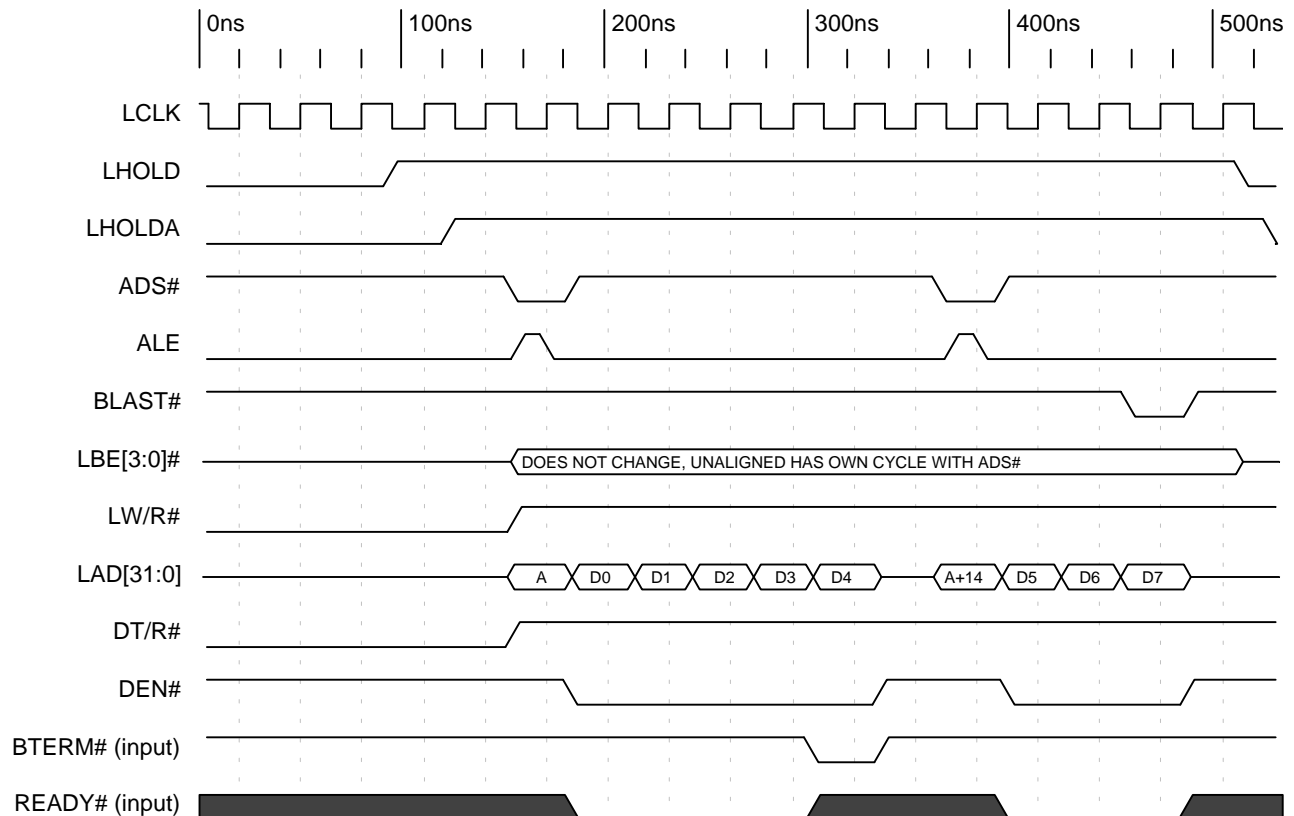 0ns 100ns 200ns 300ns 400ns 500ns
LCLK
LHOLD
LHOLDA
ADS#
ALE
BLAST#
LBE[3:0]# DOES NOT CHANGE, UNALIGNED HAS OWN CYCLE WITH ADS#
LW/R#
LAD[31:0] A D0 D1 D2 D3 D4 A+14 D5 D6 D7
DT/R#
DEN#
BTERM# (input)
READY# (input)